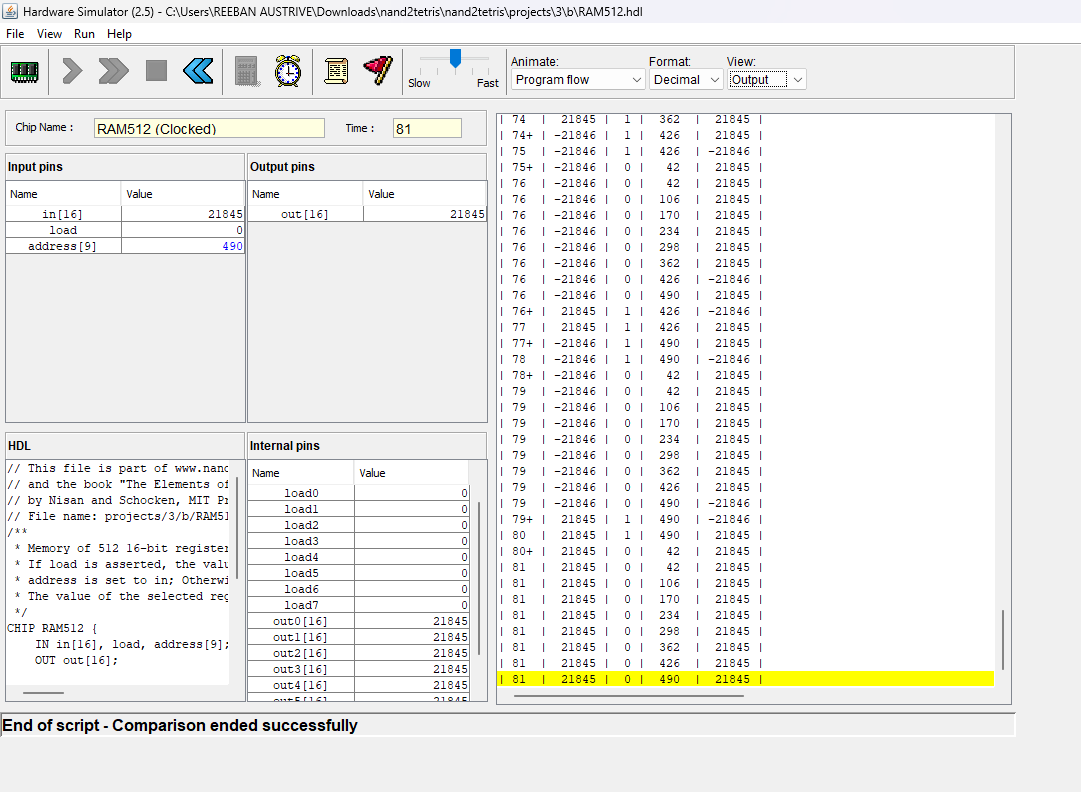 Hardware Simulator (2.5) - C:\Users\REEBAN AUSTRIVE\Downloads\nand2tetris\nand2tetris\projects\3\b\RAM512.hdl
File View Run Help
Slow Fast
Animate: Format: View:
Program flow Decimal Output
Chip Name : RAM512 (Clocked) Time : 81
Input pins
Name Value
in[16] 21845
load 0
address[9] 490
Output pins
Name Value
out[16] 21845
HDL
// This file is part of www.nand
// and the book "The Elements of
// by Nisan and Schocken, MIT Pr
// File name: projects/3/b/RAM51
/**
* Memory of 512 16-bit register
* If load is asserted, the valu
* address is set to in; Otherwi
* The value of the selected reg
*/
CHIP RAM512 {
IN in[16], load, address[9];
OUT out[16];
Internal pins
Name Value
load0 0
load1 0
load2 0
load3 0
load4 0
load5 0
load6 0
load7 0
out0[16] 21845
out1[16] 21845
out2[16] 21845
out3[16] 21845
out4[16] 21845
out5[16] 21845
| 74 | 21845 | 1 | 362 | 21845 |
| 74+ | -21846 | 1 | 426 | 21845 |
| 75 | -21846 | 1 | 426 | -21846 |
| 75+ | -21846 | 0 | 42 | 21845 |
| 76 | -21846 | 0 | 42 | 21845 |
| 76 | -21846 | 0 | 106 | 21845 |
| 76 | -21846 | 0 | 170 | 21845 |
| 76 | -21846 | 0 | 234 | 21845 |
| 76 | -21846 | 0 | 298 | 21845 |
| 76 | -21846 | 0 | 362 | 21845 |
| 76 | -21846 | 0 | 426 | -21846 |
| 76 | -21846 | 0 | 490 | 21845 |
| 76+ | 21845 | 1 | 426 | -21846 |
| 77 | 21845 | 1 | 426 | 21845 |
| 77+ | -21846 | 1 | 490 | 21845 |
| 78 | -21846 | 1 | 490 | -21846 |
| 78+ | -21846 | 0 | 42 | 21845 |
| 79 | -21846 | 0 | 42 | 21845 |
| 79 | -21846 | 0 | 106 | 21845 |
| 79 | -21846 | 0 | 170 | 21845 |
| 79 | -21846 | 0 | 234 | 21845 |
| 79 | -21846 | 0 | 298 | 21845 |
| 79 | -21846 | 0 | 362 | 21845 |
| 79 | -21846 | 0 | 426 | 21845 |
| 79 | -21846 | 0 | 490 | -21846 |
| 79+ | 21845 | 1 | 490 | -21846 |
| 80 | 21845 | 1 | 490 | 21845 |
| 80+ | 21845 | 0 | 42 | 21845 |
| 81 | 21845 | 0 | 42 | 21845 |
| 81 | 21845 | 0 | 106 | 21845 |
| 81 | 21845 | 0 | 170 | 21845 |
| 81 | 21845 | 0 | 234 | 21845 |
| 81 | 21845 | 0 | 298 | 21845 |
| 81 | 21845 | 0 | 362 | 21845 |
| 81 | 21845 | 0 | 426 | 21845 |
| 81 | 21845 | 0 | 490 | 21845 |
End of script - Comparison ended successfully